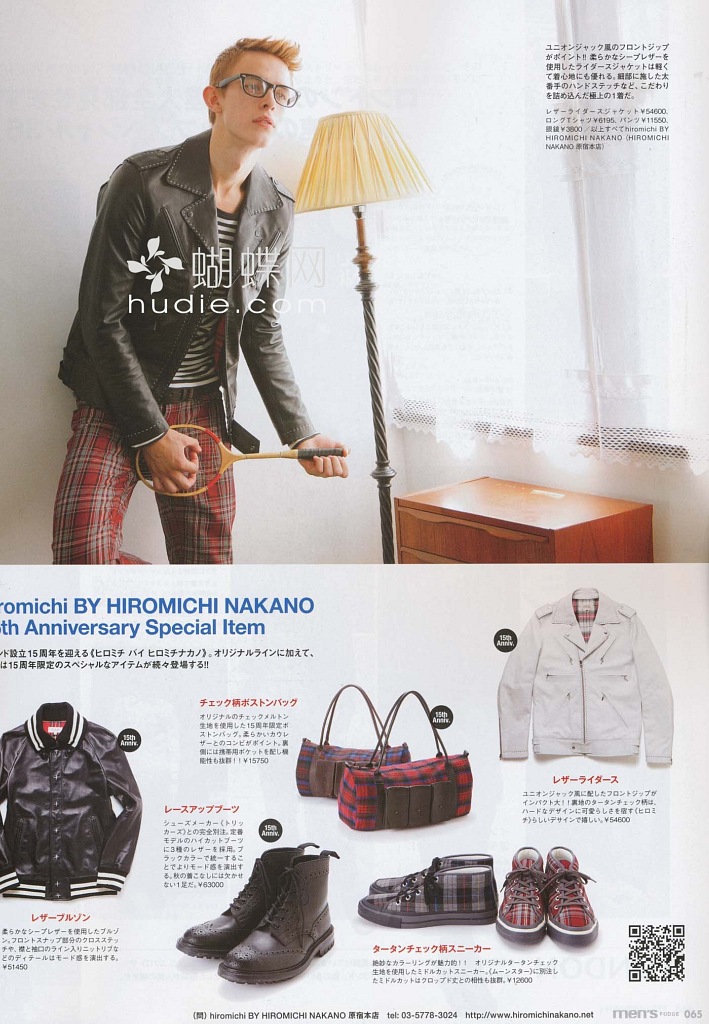 ユニオンジャック風のフロントジップ
がポイント!! 柔らかなシープレザーを
使用したライダースジャケットは軽く
て着心地にも優れる。細部に施した太
番手のハンドステッチなど、こだわり
を詰め込んだ極上の1着だ。
レザーライダースジャケット¥54600、
ロングTシャツ¥6195、パンツ¥11550、
眼鏡¥3800／以上すべてhiromichi BY
HIROMICHI NAKANO（HIROMICHI
NAKANO 原宿本店）
蝴蝶网
hudie.com
romichi BY HIROMICHI NAKANO
th Anniversary Special Item
ンド設立15周年を迎える《ヒロミチ バイ ヒロミチナカノ》。オリジナルラインに加えて、
は15周年限定のスペシャルなアイテムが続々登場する!!
15th
Anniv.
チェック柄ボストンバッグ
オリジナルのチェックメルトン
生地を使用した15周年限定ボ
ストンバッグ。柔らかカウレ
ザーとのコンビがポイント。裏
側には携帯用ポケットを配し機
能性も抜群！！¥15750
15th
Anniv.
15th
Anniv.
レザーライダース
ユニオンジャック風に配したフロントジップが
インパクト大！！裏地のタータンチェック柄は、
ハードなデザインに可愛らしさを宿す《ヒロミ
チ》らしいデザインで嬉しい。¥54600
レースアップブーツ
シューズメーカー〈トリッ
カーズ〉との完全別注。定番
モデルのハイカットブーツ
に3種のレザーを採用。ブ
ラックカラーで統一するこ
とでよりモード感を演出す
る。秋の着こなしには欠かせ
ない1足だ。¥63000
15th
Anniv.
レザーブルゾン
柔らかなシープレザーを使用したブルゾ
ン。フロントスナップ部分のクロスステッ
チや、襟と袖口のライン入りニットリブな
どのディテールはモード感を演出する。
¥51450
タータンチェック柄スニーカー
絶妙なカラーリングが魅力的！！ オリジナルタータンチェック
生地を使用したミドルカットスニーカー。〈ムーンスター〉に別注し
たミドルカットはクロップド丈との相性も抜群。¥12600
（問）hiromichi BY HIROMICHI NAKANO 原宿本店 tel: 03-5778-3024 http://www.hiromichinakano.net
men's FUDGE 065